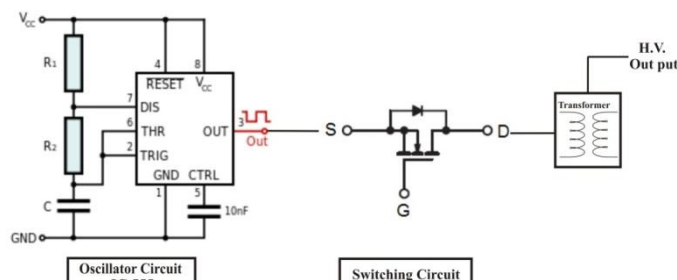 Vcc
R1
R2
C
GND
4
8
RESET
Vcc
7
DIS
6
THR
2
TRIG
OUT
3
Out
GND
CTRL
1
5
10nF
S
D
G
H.V.
Out put
Transformer
Oscillator Circuit
Switching Circuit